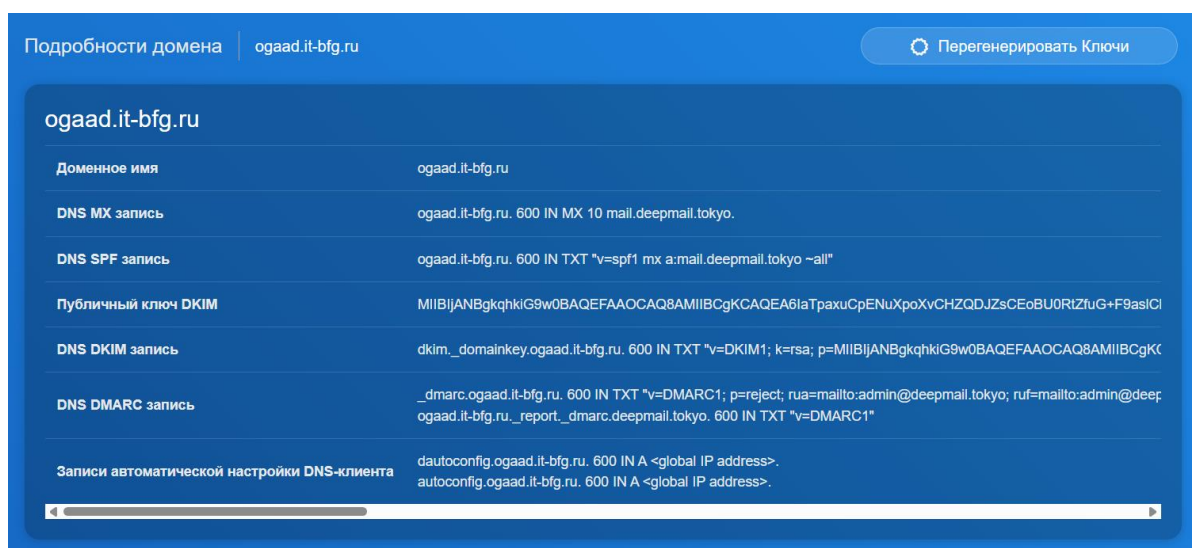 Подробности домена ogaad.it-bfg.ru Перегенерировать Ключи
ogaad.it-bfg.ru
Доменное имя ogaad.it-bfg.ru
DNS MX запись ogaad.it-bfg.ru. 600 IN MX 10 mail.deepmail.tokyo.
DNS SPF запись ogaad.it-bfg.ru. 600 IN TXT "v=spf1 mx a:mail.deepmail.tokyo ~all"
Публичный ключ DKIM
DNS DKIM запись dkim._domainkey.ogaad.it-bfg.ru. 600 IN TXT "v=DKIM1; k=rsa; p=MIIBIjANBgkqhkiG9w0BAQEFAAOCAQ8AMIIBCgK
DNS DMARC запись _dmarc.ogaad.it-bfg.ru. 600 IN TXT "v=DMARC1; p=reject; rua=mailto:admin@deepmail.tokyo; ruf=mailto:admin@deep
ogaad.it-bfg.ru._report._dmarc.deepmail.tokyo. 600 IN TXT "v=DMARC1"
Записи автоматической настройки DNS-клиента dautoconfig.ogaad.it-bfg.ru. 600 IN A <global IP address>.
autoconfig.ogaad.it-bfg.ru. 600 IN A <global IP address>.